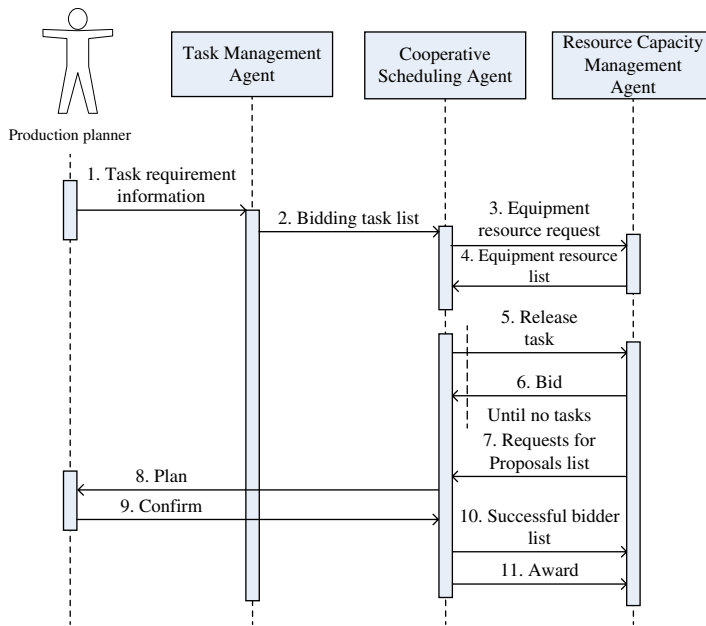 Task Management
Agent
Cooperative
Scheduling Agent
Resource Capacity
Management
Agent
Production planner
1. Task requirement
information
2. Bidding task list
3. Equipment
resource request
4. Equipment resource
list
5. Release
task
6. Bid
Until no tasks
7. Requests for
Proposals list
8. Plan
9. Confirm
10. Successful bidder
list
11. Award